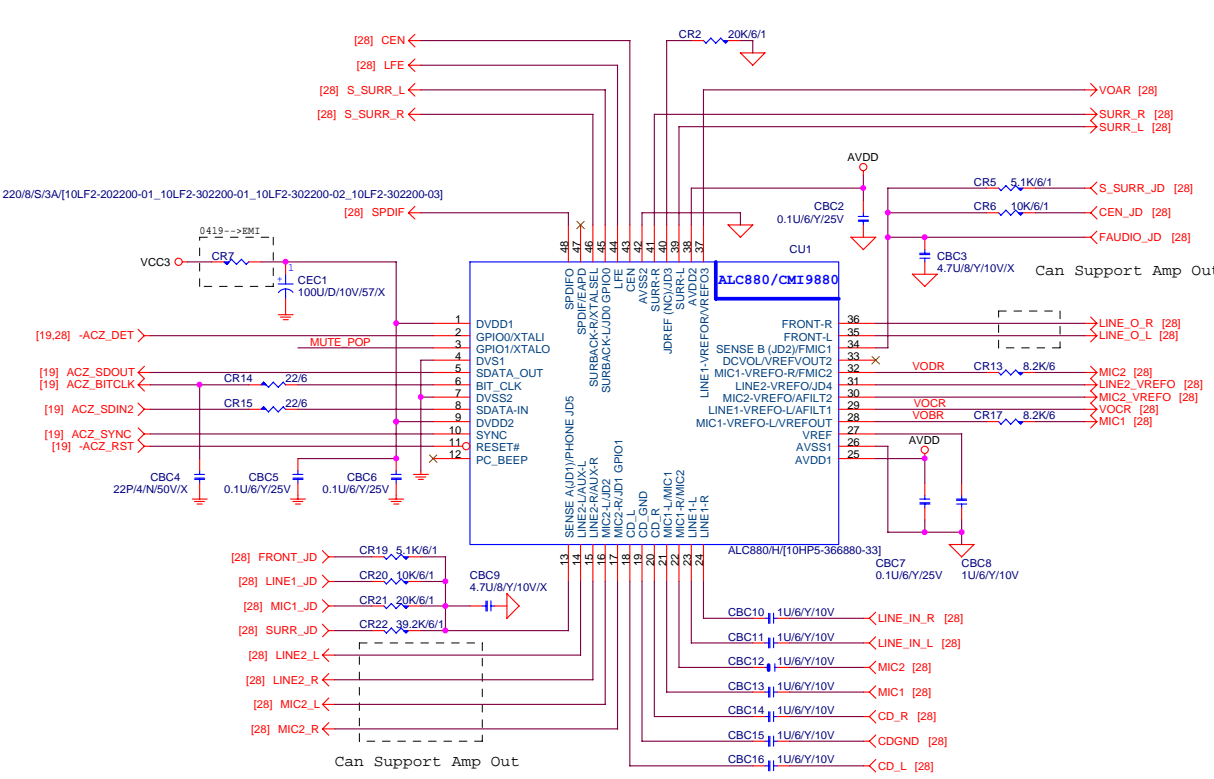 [28] CEN
CR2 20K/6/1
[28] LFE
[28] S_SURR_L
VOAR [28]
[28] S_SURR_R
SURR_R [28]
SURR_L [28]
AVDD
220/8/S/3A/[10LF2-202200-01_10LF2-302200-01_10LF2-302200-02_10LF2-302200-03]
CR5 5.1K/6/1
S_SURR_JD [28]
[28] SPDIF
CBC2
0.1U/6/Y/25V
CR6 10K/6/1
CEN_JD [28]
0419-->EMI
FAUDIO_JD [28]
48 47 46 45 44 43 42 41 40 39 38 37
CU1
VCC3
CR7
1
CEC1
100U/D/10V/57/X
CBC3
4.7U/8/Y/10V/X
Can Support Amp Out
SPDIFO
SPDIF/EAPD
SURBACK-R/XTALSEL
SURBACK-L/JD0 GPIO0
LFE
CEN
AVSS2
SURR-R
JDREF (NC)/JD3
SURR-L
AVDD2
LINE1-VREFOR/VREFO3
ALC880/CMI9880
[19,28] -ACZ_DET
MUTE_POP
[19] ACZ_SDOUT
[19] ACZ_BITCLK
CR14 22/6
[19] ACZ_SDIN2
CR15 22/6
[19] ACZ_SYNC
[19] -ACZ_RST
1 DVDD1
2 GPIO0/XTALI
3 GPIO1/XTALO
4 DVS1
5 SDATA_OUT
6 BIT_CLK
7 DVSS2
8 SDATA-IN
9 DVDD2
10 SYNC
11 RESET#
12 PC_BEEP
FRONT-R 36
FRONT-L 35
SENSE B (JD2)/FMIC1 34
DCVOL/VREFVOUT2 33
MIC1-VREFO-R/FMIC2 32
LINE2-VREFO/JD4 31
MIC2-VREFO/AFILT2 30
LINE1-VREFO-L/AFILT1 29
MIC1-VREFO-L/VREFOUT 28
VREF 27
AVSS1 26
AVDD1 25
LINE_O_R [28]
LINE_O_L [28]
VODR
CR13 8.2K/6
MIC2 [28]
LINE2_VREFO [28]
MIC2_VREFO [28]
VOCR
VOCR [28]
VOBR
CR17 8.2K/6
MIC1 [28]
AVDD
CBC4
22P/4/N/50V/X
CBC5
0.1U/6/Y/25V
CBC6
0.1U/6/Y/25V
SENSE A(JD1)/PHONE JD5
LINE2-L/AUX-L
LINE2-R/AUX-R
MIC2-L/JD2
MIC2-R/JD1 GPIO1
CD_L
CD_GND
CD_R
MIC1-L/MIC1
MIC1-R/MIC2
LINE1-L
LINE1-R
13 14 15 16 17 18 19 20 21 22 23 24
ALC880/H/[10HP5-366880-33]
CBC7
0.1U/6/Y/25V
CBC8
1U/6/Y/10V
[28] FRONT_JD
CR19 5.1K/6/1
[28] LINE1_JD
CR20 10K/6/1
CBC9
4.7U/8/Y/10V/X
[28] MIC1_JD
CR21 20K/6/1
[28] SURR_JD
CR22 39.2K/6/1
[28] LINE2_L
[28] LINE2_R
[28] MIC2_L
[28] MIC2_R
Can Support Amp Out
CBC10 1U/6/Y/10V LINE_IN_R [28]
CBC11 1U/6/Y/10V LINE_IN_L [28]
CBC12 1U/6/Y/10V MIC2 [28]
CBC13 1U/6/Y/10V MIC1 [28]
CBC14 1U/6/Y/10V CD_R [28]
CBC15 1U/6/Y/10V CDGND [28]
CBC16 1U/6/Y/10V CD_L [28]